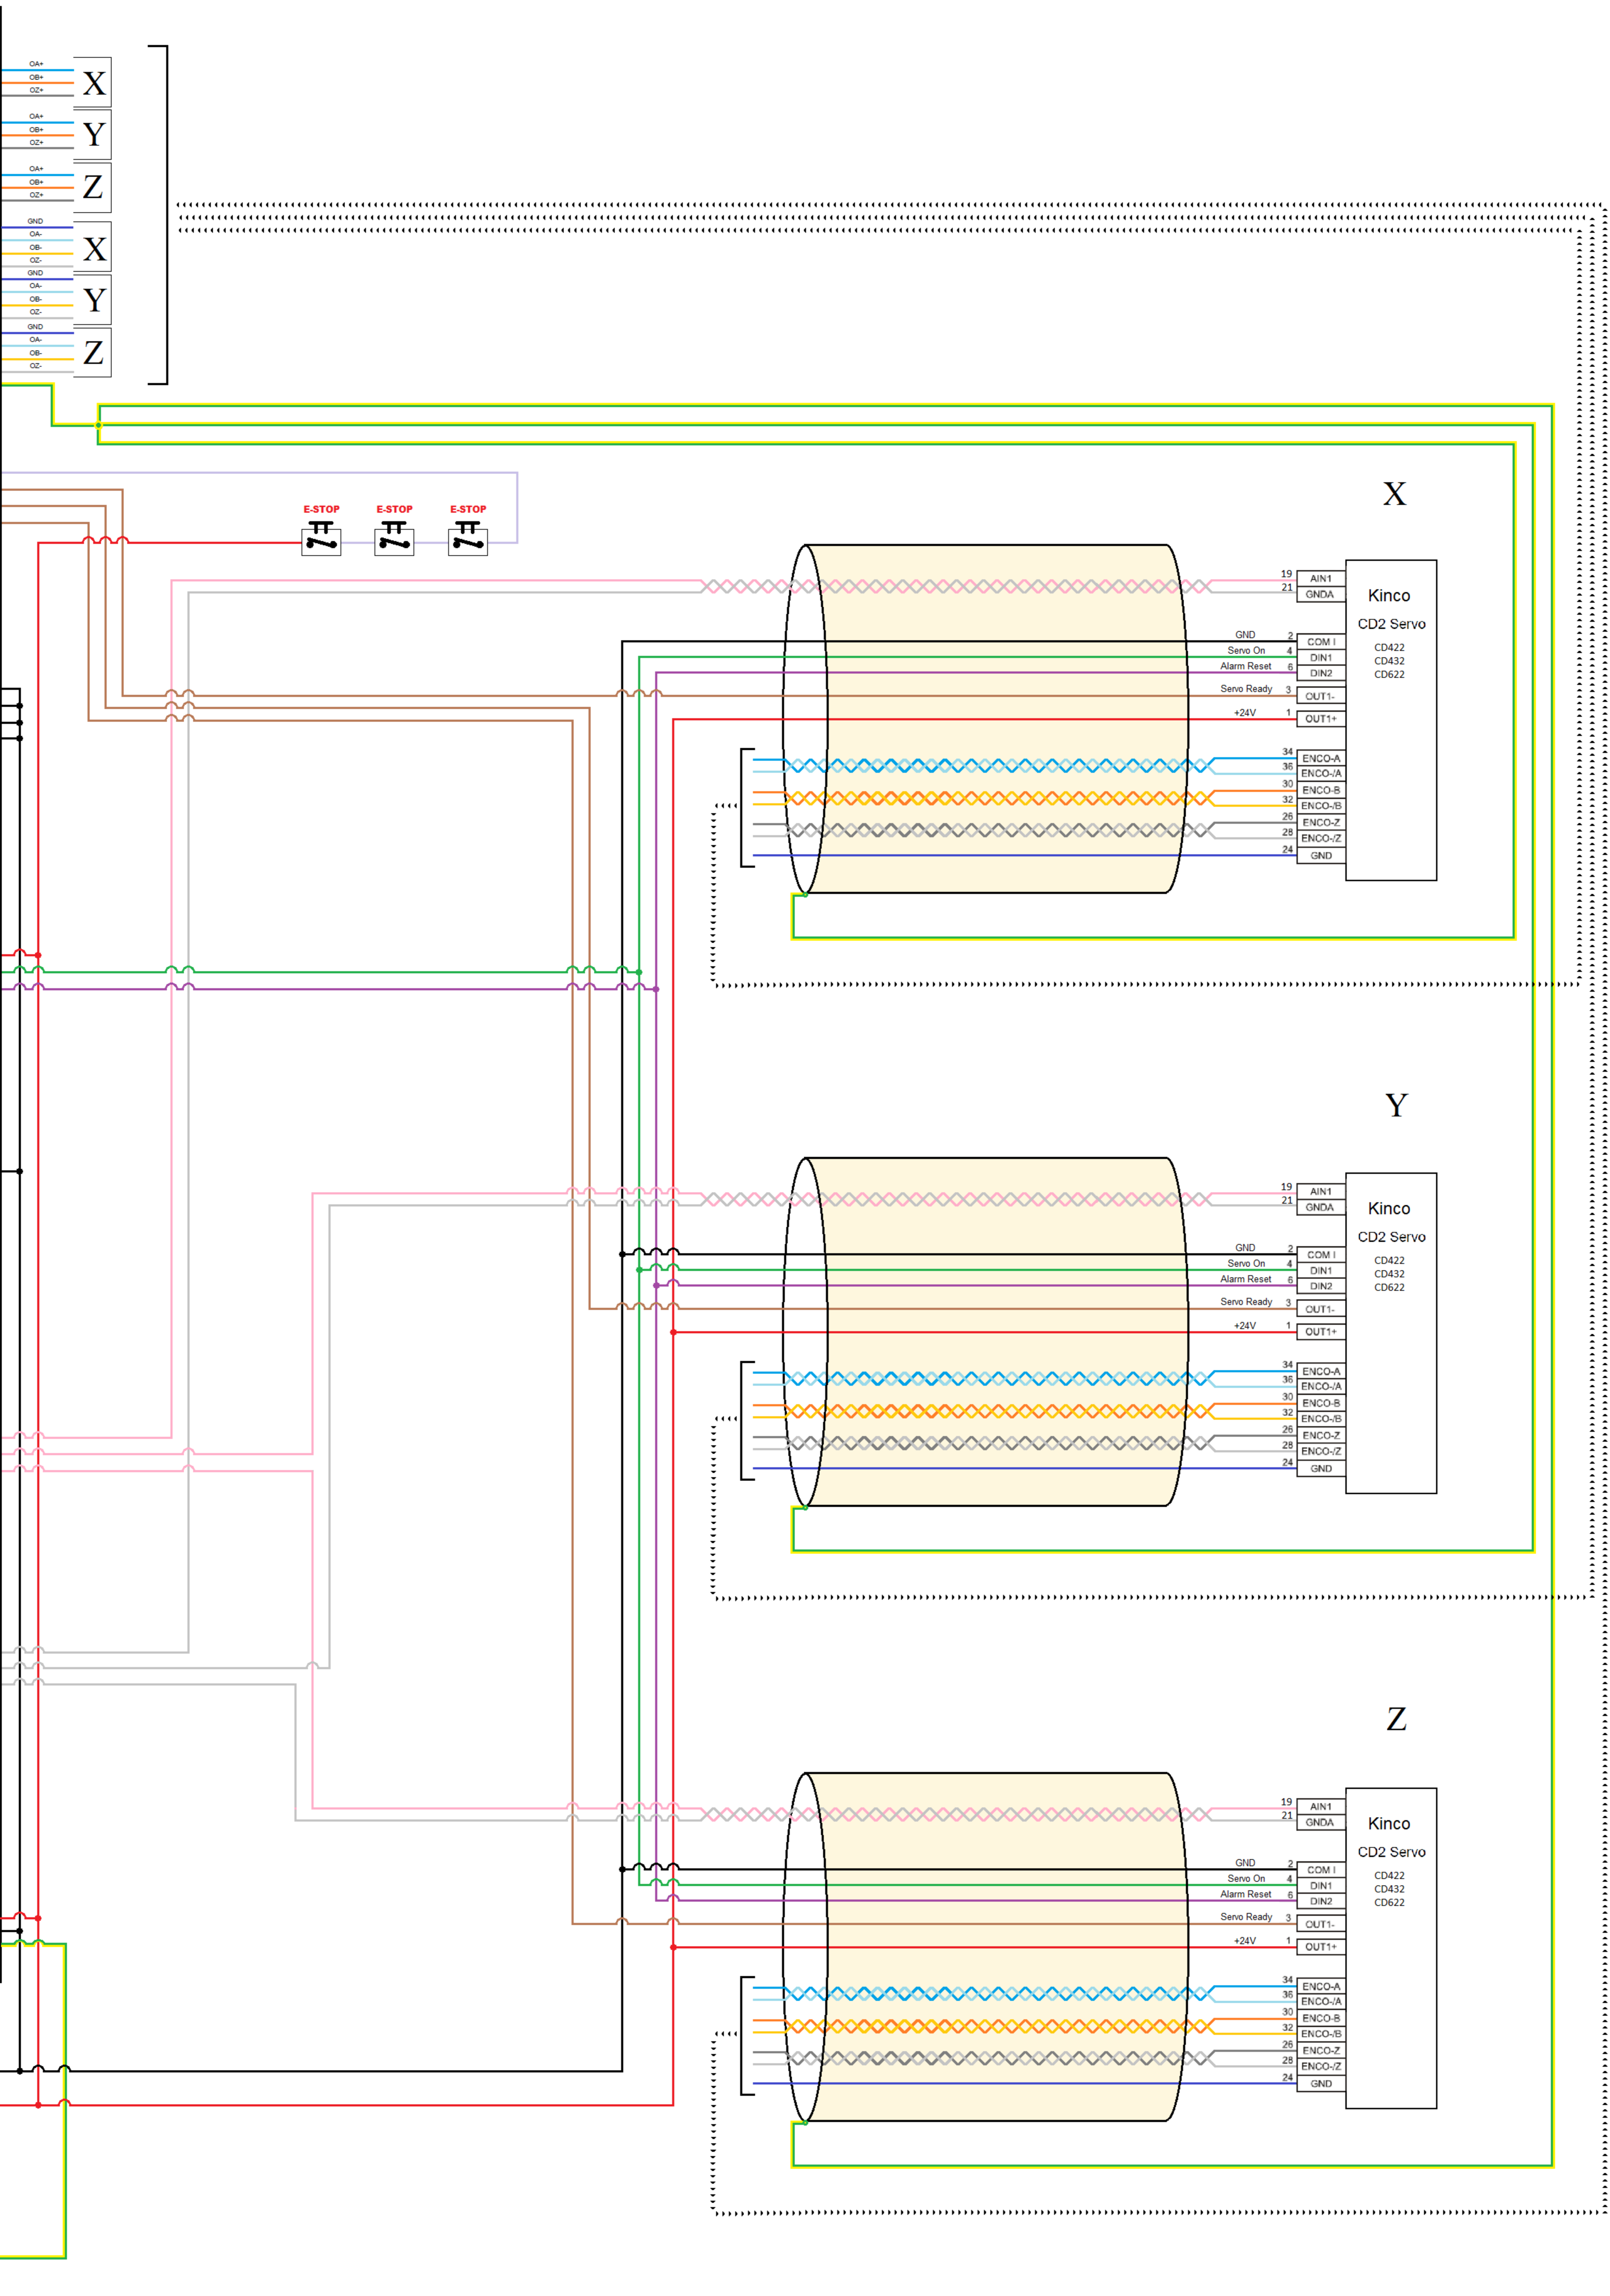 OA+
OB+
OZ+
X
OA+
OB+
OZ+
Y
OA+
OB+
OZ+
Z
GND
OA-
OB-
OZ-
X
GND
OA-
OB-
OZ-
Y
GND
OA-
OB-
OZ-
Z
E-STOP E-STOP E-STOP
X
19 AIN1
21 GNDA
Kinco
CD2 Servo
CD422
CD432
CD622
GND 2 COM I
Servo On 4 DIN1
Alarm Reset 6 DIN2
Servo Ready 3 OUT1-
+24V 1 OUT1+
34 ENCO-A
36 ENCO-/A
30 ENCO-B
32 ENCO-/B
26 ENCO-Z
28 ENCO-/Z
24 GND
Y
19 AIN1
21 GNDA
Kinco
CD2 Servo
CD422
CD432
CD622
GND 2 COM I
Servo On 4 DIN1
Alarm Reset 6 DIN2
Servo Ready 3 OUT1-
+24V 1 OUT1+
34 ENCO-A
36 ENCO-/A
30 ENCO-B
32 ENCO-/B
26 ENCO-Z
28 ENCO-/Z
24 GND
Z
19 AIN1
21 GNDA
Kinco
CD2 Servo
CD422
CD432
CD622
GND 2 COM I
Servo On 4 DIN1
Alarm Reset 6 DIN2
Servo Ready 3 OUT1-
+24V 1 OUT1+
34 ENCO-A
36 ENCO-/A
30 ENCO-B
32 ENCO-/B
26 ENCO-Z
28 ENCO-/Z
24 GND